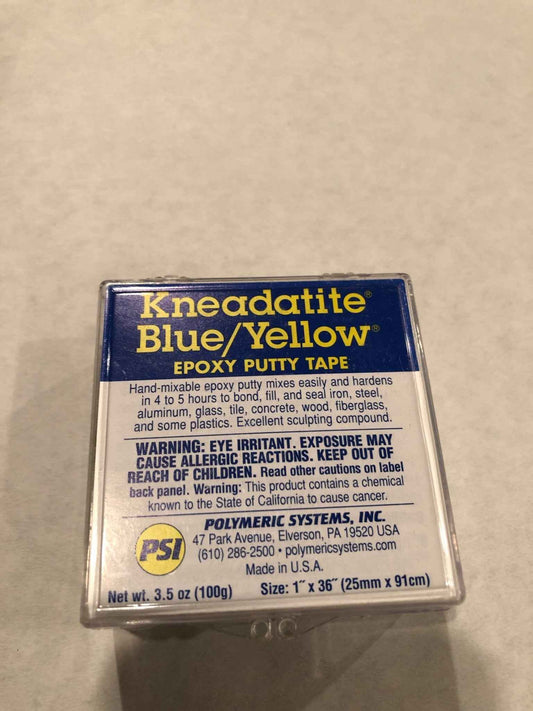 Kneadatite®
Blue/Yellow®
EPOXY PUTTY TAPE
Hand-mixable epoxy putty mixes easily and hardens
in 4 to 5 hours to bond, fill, and seal iron, steel,
aluminum, glass, tile, concrete, wood, fiberglass,
and some plastics. Excellent sculpting compound.
WARNING: EYE IRRITANT. EXPOSURE MAY
CAUSE ALLERGIC REACTIONS. KEEP OUT OF
REACH OF CHILDREN. Read other cautions on label
back panel. Warning: This product contains a chemical
known to the State of California to cause cancer.
PSI
POLYMERIC SYSTEMS, INC.
47 Park Avenue, Elverson, PA 19520 USA
(610) 286-2500 • polymericsystems.com
Made in U.S.A.
Net wt. 3.5 oz (100g) Size: 1˝ x 36˝ (25mm x 91cm)